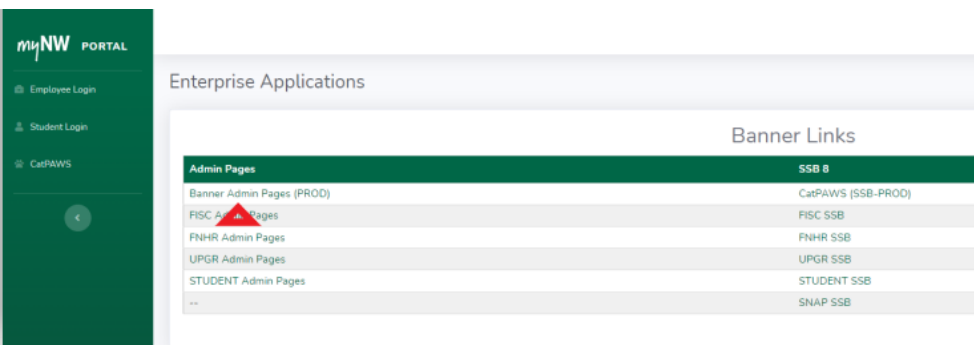 myNW PORTAL
Employee Login
Student Login
CatPAWS
Enterprise Applications
Banner Links
Admin Pages SSB 8
Banner Admin Pages (PROD) CatPAWS (SSB-PROD)
FISC Pages FISC SSB
FNHR Admin Pages FNHR SSB
UPGR Admin Pages UPGR SSB
STUDENT Admin Pages STUDENT SSB
-- SNAP SSB